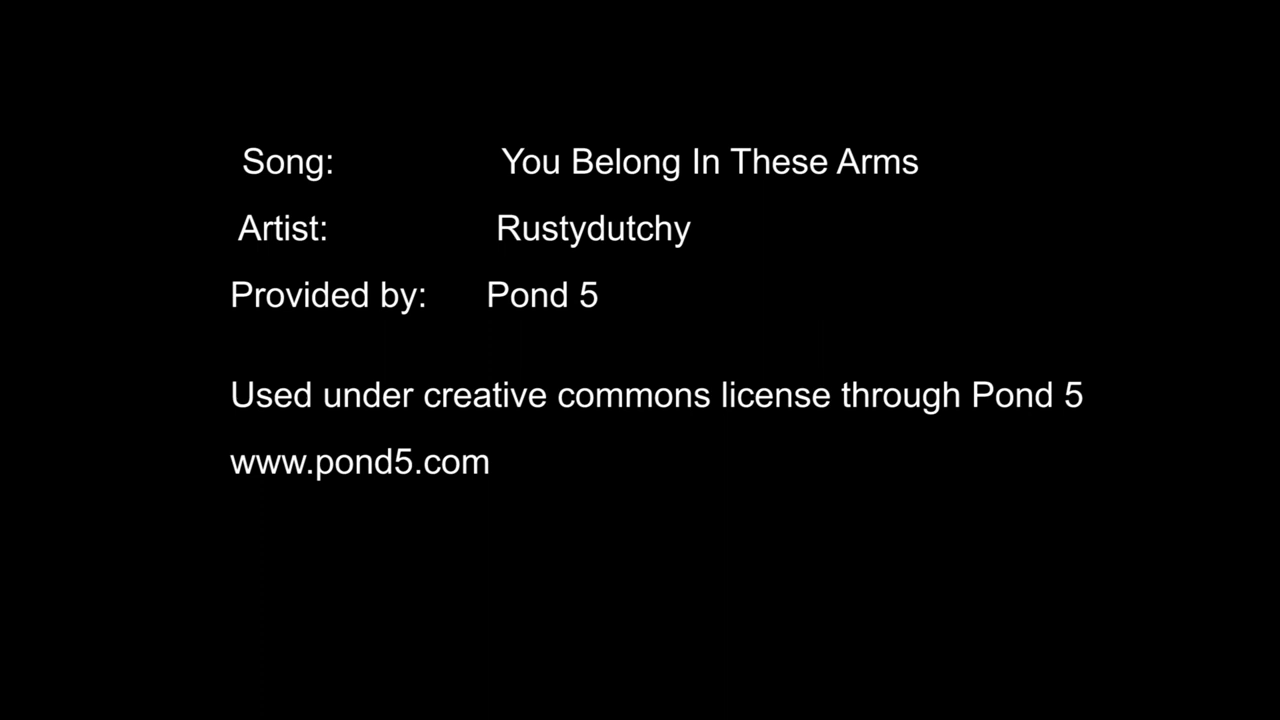 Song: You Belong In These Arms
Artist: Rustydutchy
Provided by: Pond 5
Used under creative commons license through Pond 5
www.pond5.com